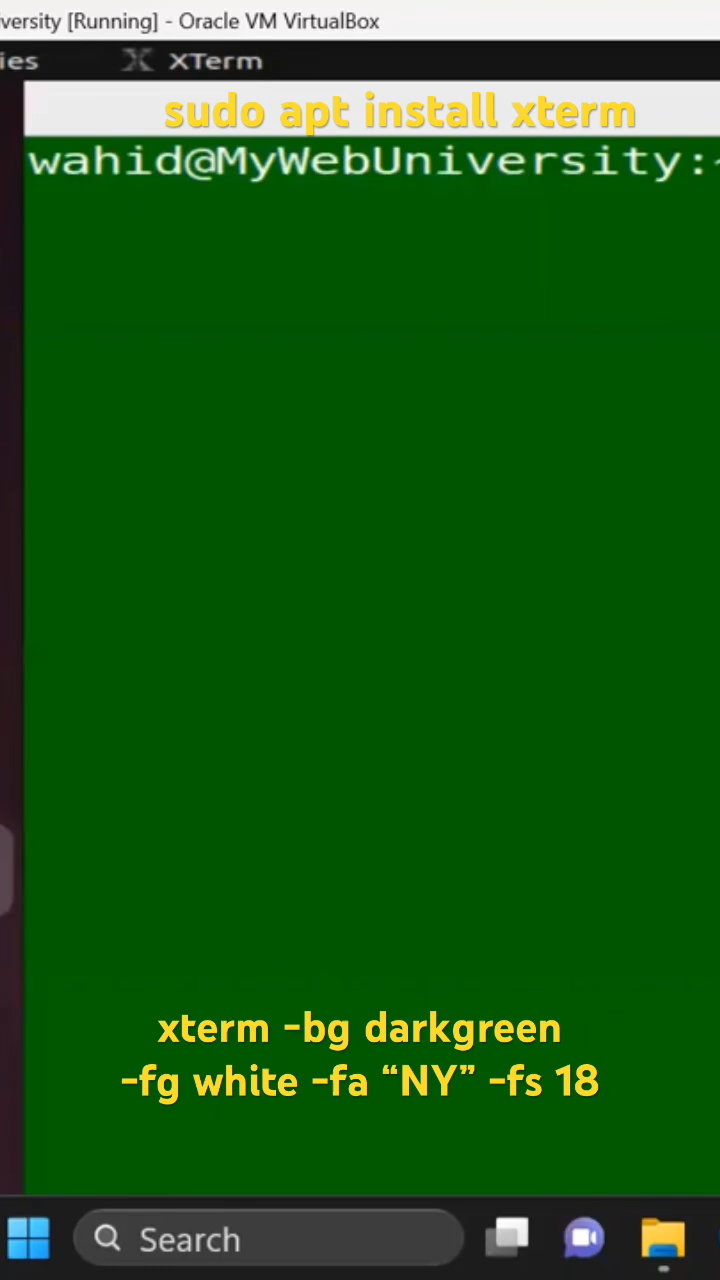 iversity [Running] - Oracle VM VirtualBox
ies XTerm
sudo apt install xterm
wahid@MyWebUniversity:~
xterm -bg darkgreen
-fg white -fa “NY” -fs 18
Search